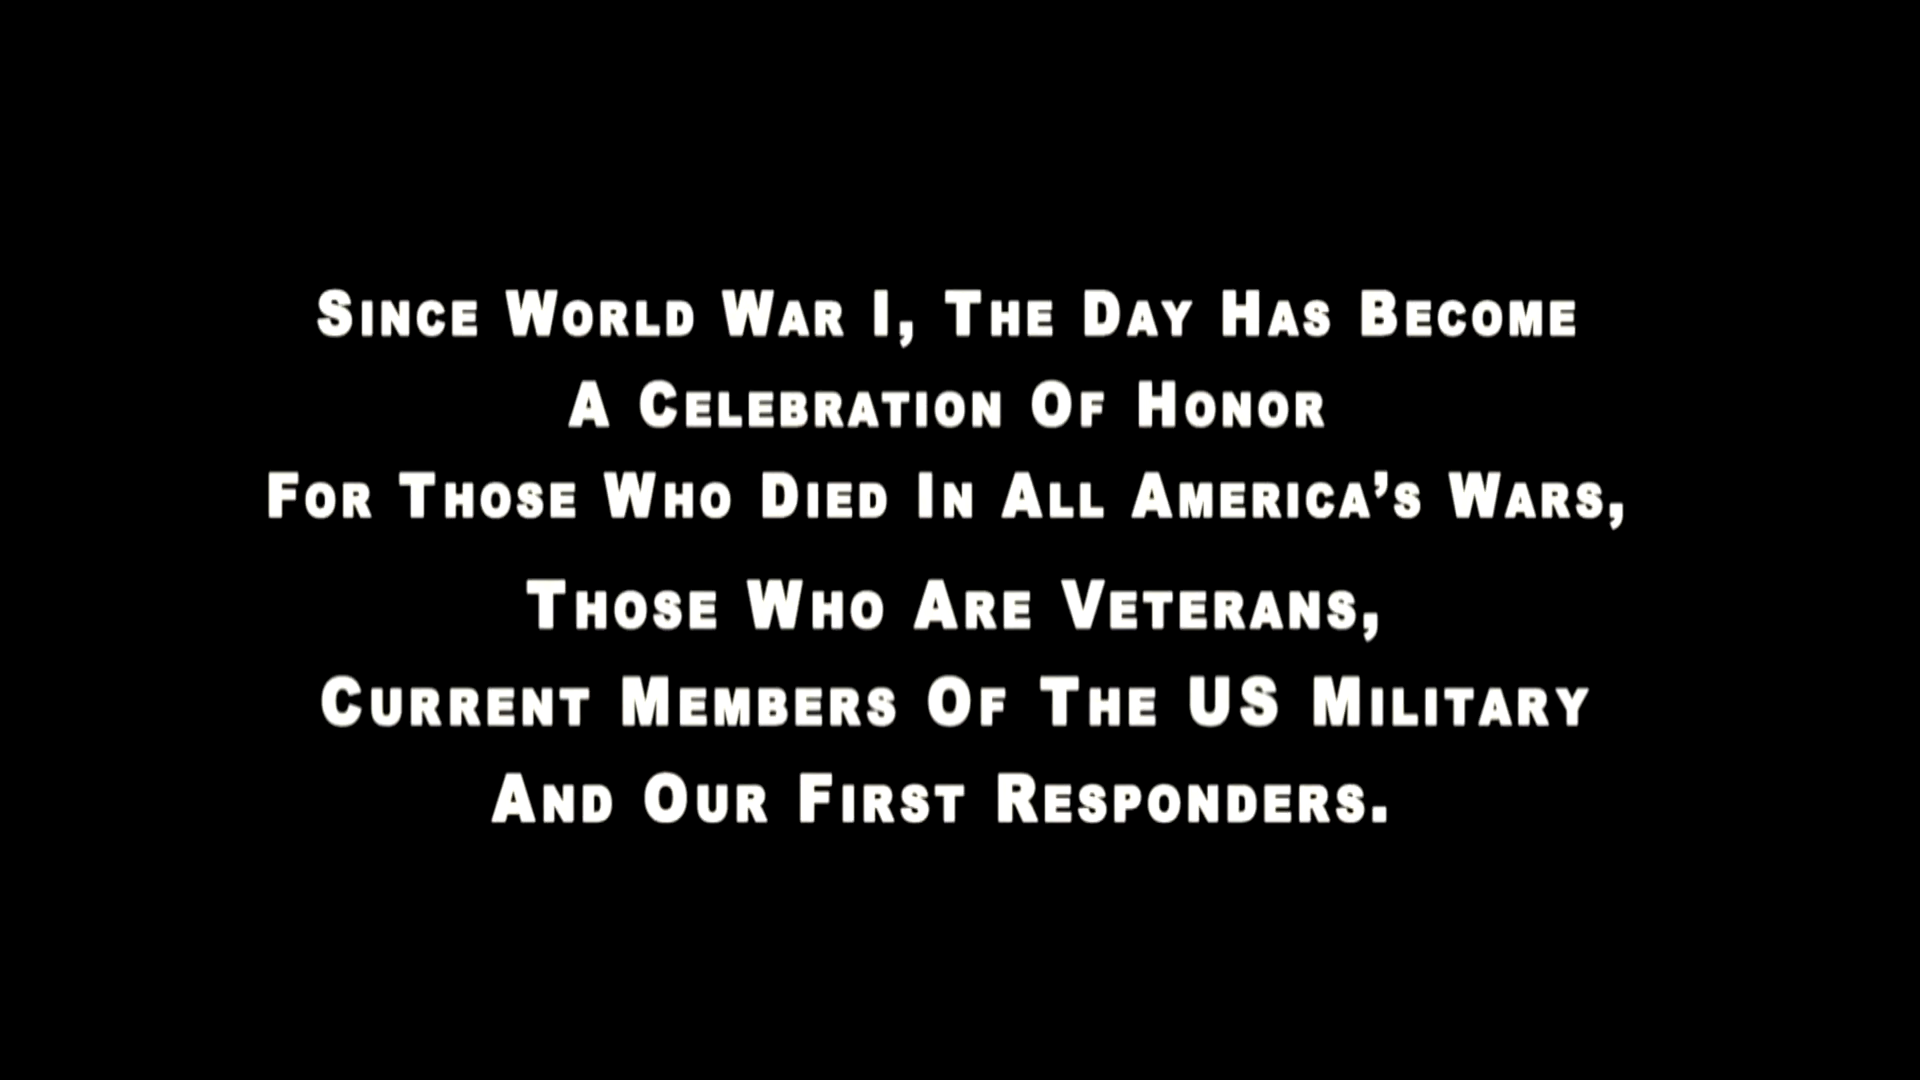 Since World War I, The Day Has Become
A Celebration Of Honor
For Those Who Died In All America’s Wars,
Those Who Are Veterans,
Current Members Of The US Military
And Our First Responders.